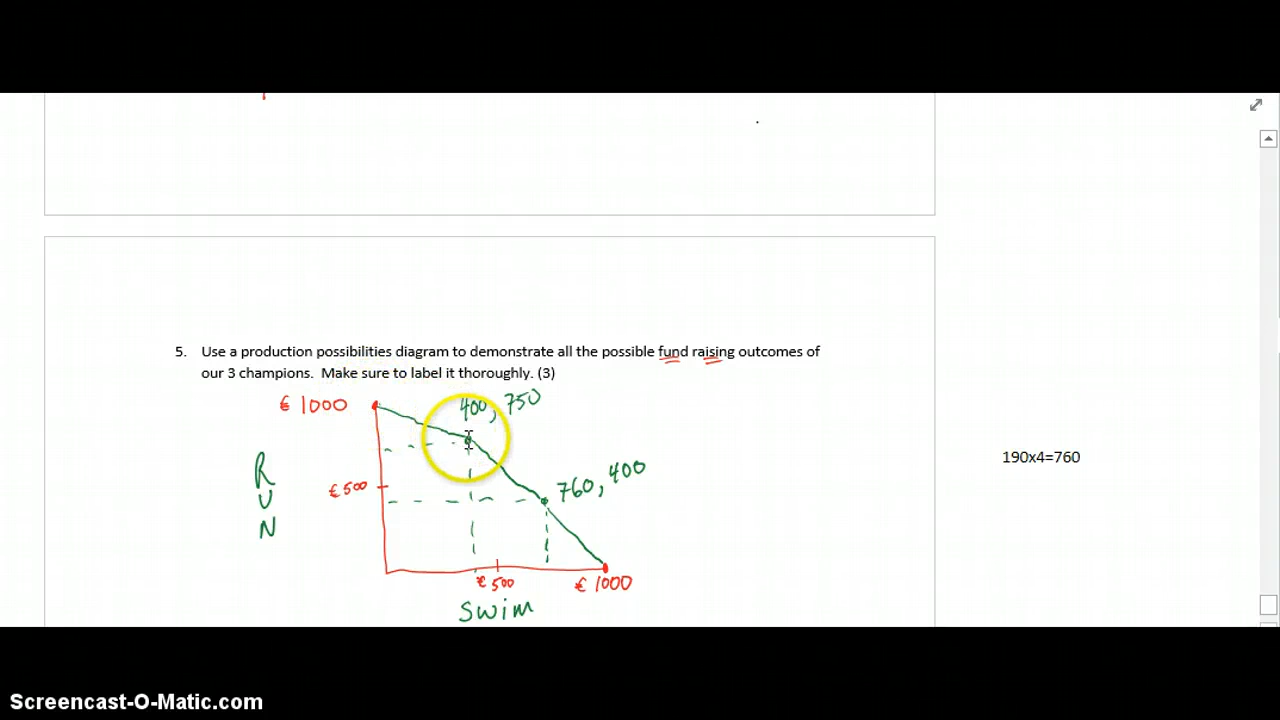 5. Use a production possibilities diagram to demonstrate all the possible fund raising outcomes of
our 3 champions. Make sure to label it thoroughly. (3)
€ 1000
400, 750
190x4=760
R
U
N
€ 500
760, 400
€ 500
€ 1000
SWIM
Screencast-O-Matic.com